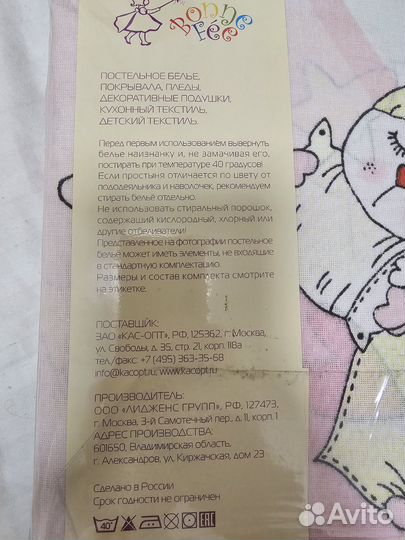 Bonne
Fée
ПОСТЕЛЬНОЕ БЕЛЬЕ,
ПОКРЫВАЛА, ПЛЕДЫ,
ДЕКОРАТИВНЫЕ ПОДУШКИ,
КУХОННЫЙ ТЕКСТИЛЬ,
ДЕТСКИЙ ТЕКСТИЛЬ.
Перед первым использованием вывернуть
белье наизнанку и, не замачивая его,
постирать при температуре 40 градусов!
Если простыня отличается по цвету от
пододеяльника и наволочек, рекомендуем
стирать бельё отдельно.
Не использовать стиральный порошок,
содержащий кислородный, хлорный или
другие отбеливатели!
Представленное на фотографии постельное
белье может иметь элементы, не входящие
в стандартную комплектацию.
Размеры и состав комплекта смотрите
на этикетке.
ПОСТАВЩИК:
ЗАО «КАС-ОПТ», РФ, 125362, г. Москва,
ул. Свободы, д. 35, стр. 21, корп. 118а
тел./факс: +7 (495) 363-35-68
info@kacopt.ru, www.kacopt.ru
ПРОИЗВОДИТЕЛЬ:
ООО «ЛИДЖЕНС ГРУПП», РФ, 127473,
г. Москва, 3-й Самотечный пер., д. 11, корп. 1
АДРЕС ПРОИЗВОДСТВА:
601650, Владимирская область,
г. Александров, ул. Киржачская, дом 23
Сделано в России
Срок годности не ограничен
40°
EAC
Avito